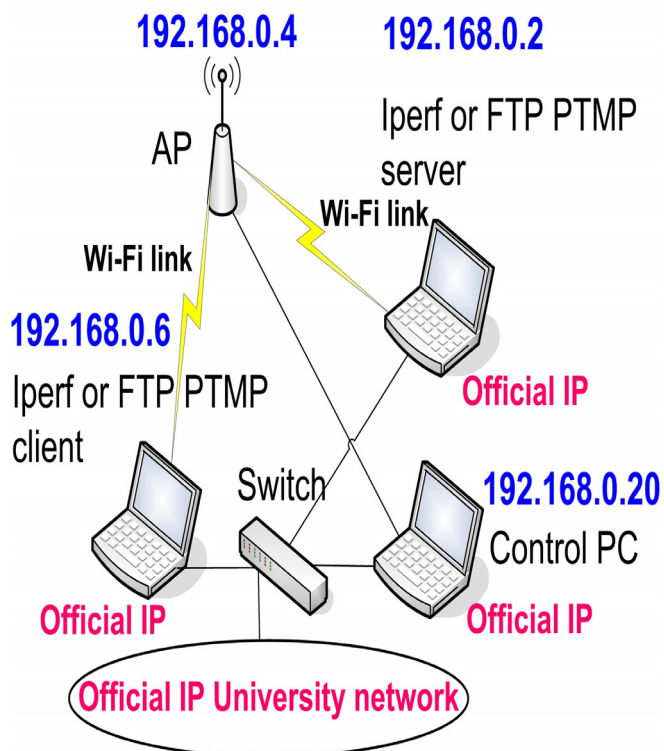 192.168.0.4
192.168.0.2
AP
Iperf or FTP PTMP
server
Wi-Fi link
Wi-Fi link
192.168.0.6
Iperf or FTP PTMP
client
Official IP
Switch
192.168.0.20
Control PC
Official IP
Official IP
Official IP University network